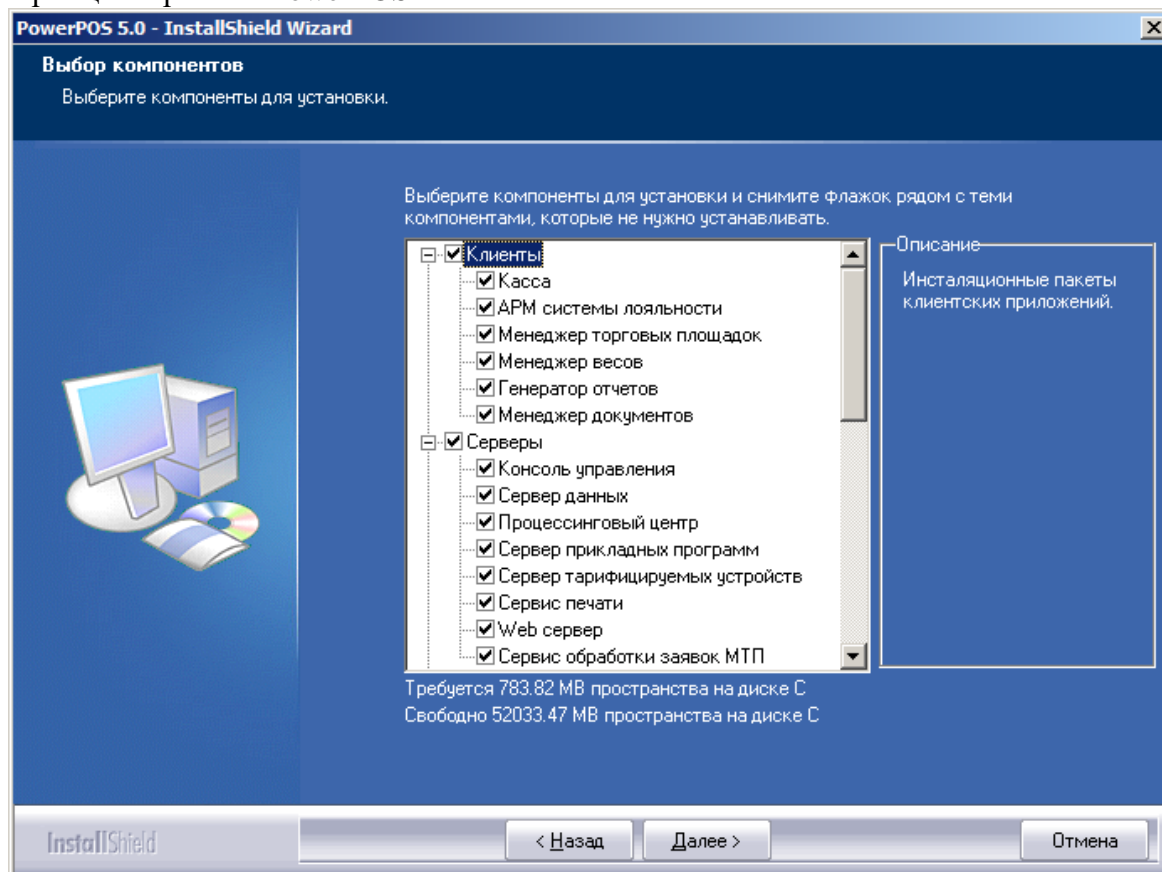 PowerPOS 5.0 - InstallShield Wizard
Выбор компонентов
Выберите компоненты для установки.
Выберите компоненты для установки и снимите флажок рядом с теми
компонентами, которые не нужно устанавливать.
Клиенты
Касса
АРМ системы лояльности
Менеджер торговых площадок
Менеджер весов
Генератор отчетов
Менеджер документов
Серверы
Консоль управления
Сервер данных
Процессинговый центр
Сервер прикладных программ
Сервер тарифицируемых устройств
Сервис печати
Web сервер
Сервис обработки заявок МТП
Описание
Инсталяционные пакеты
клиентских приложений.
Требуется 783.82 MB пространства на диске C
Свободно 52033.47 MB пространства на диске C
InstallShield
< Назад
Далее >
Отмена